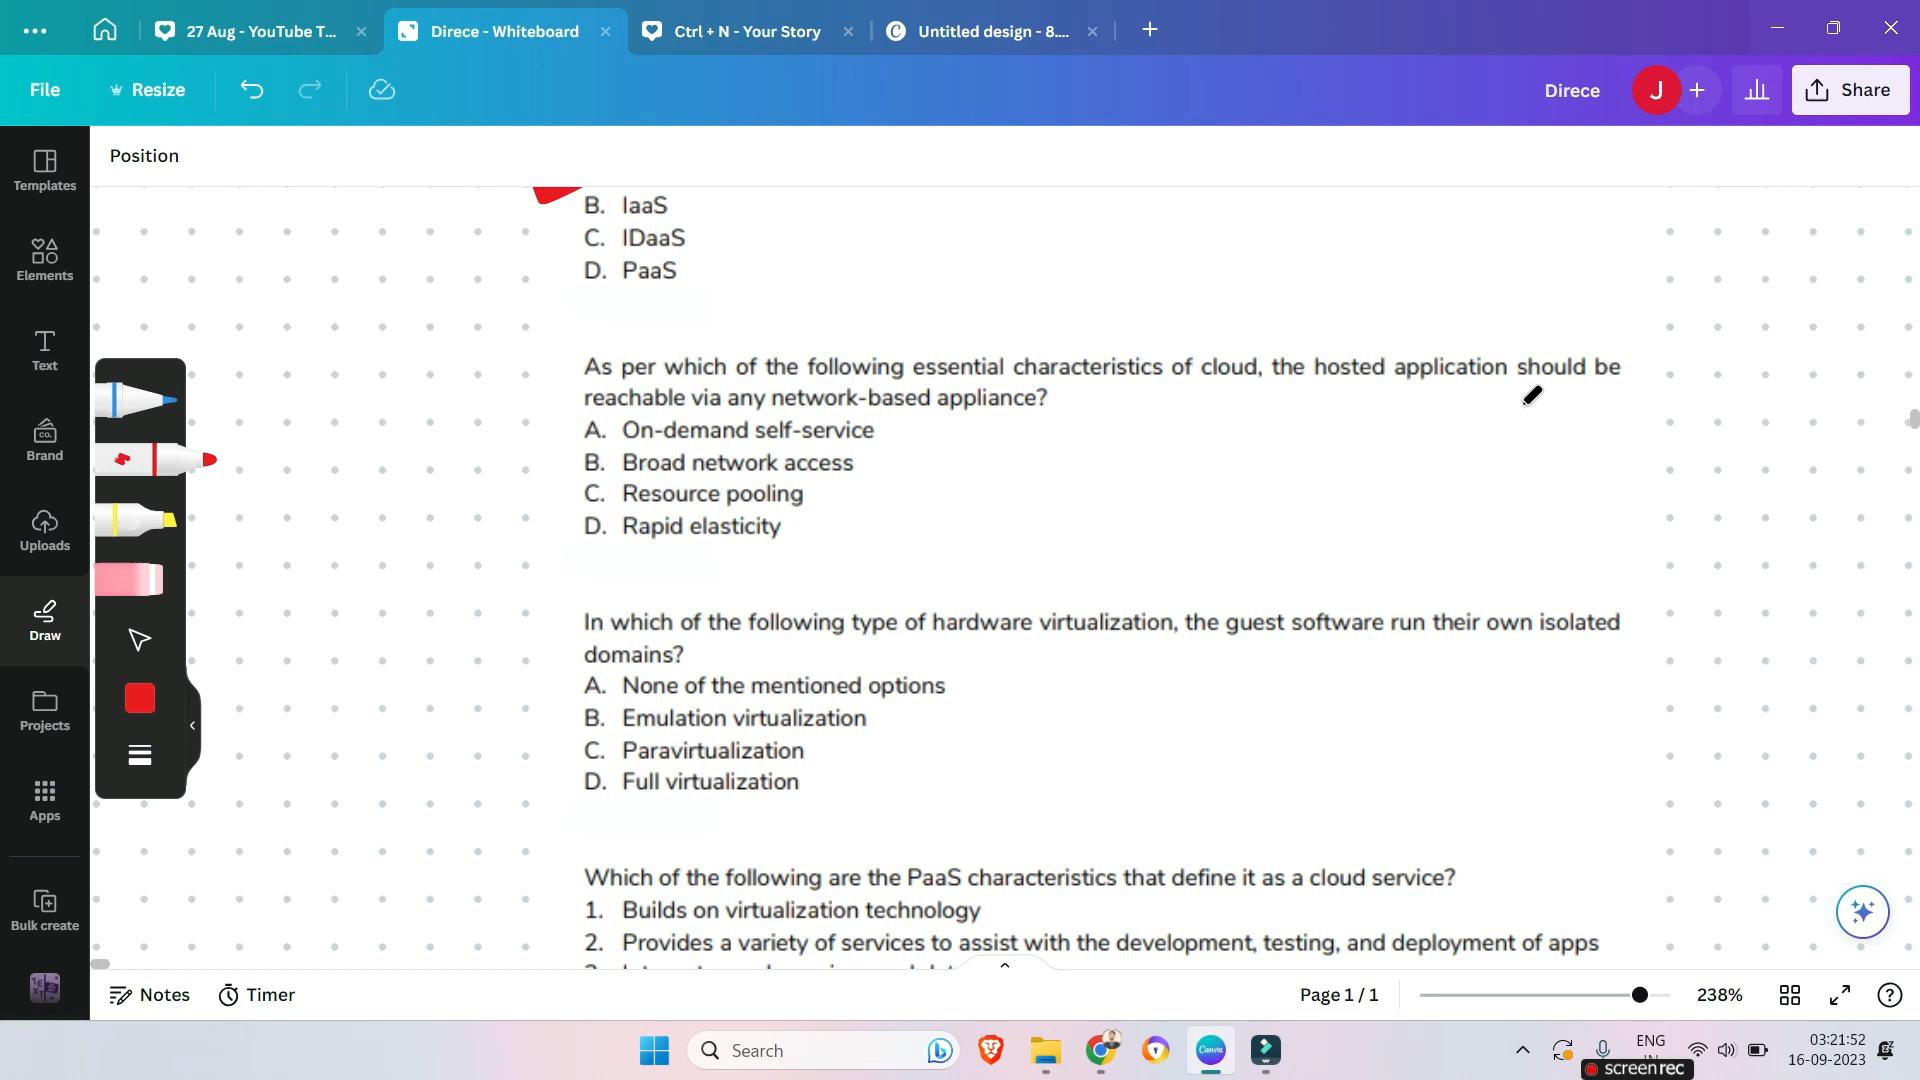 27 Aug - YouTube T...
Direce - Whiteboard
Ctrl + N - Your Story
Untitled design - 8....
File
Resize
Direce
J
Share
Position
Templates
Elements
Text
Brand
Uploads
Draw
Projects
Apps
Bulk create
B. IaaS
C. IDaaS
D. PaaS
As per which of the following essential characteristics of cloud, the hosted application should be
reachable via any network-based appliance?
A. On-demand self-service
B. Broad network access
C. Resource pooling
D. Rapid elasticity
In which of the following type of hardware virtualization, the guest software run their own isolated
domains?
A. None of the mentioned options
B. Emulation virtualization
C. Paravirtualization
D. Full virtualization
Which of the following are the PaaS characteristics that define it as a cloud service?
1. Builds on virtualization technology
2. Provides a variety of services to assist with the development, testing, and deployment of apps
Notes
Timer
Page 1 / 1
238%
Search
Canva
ENG
03:21:52
16-09-2023
screenrec